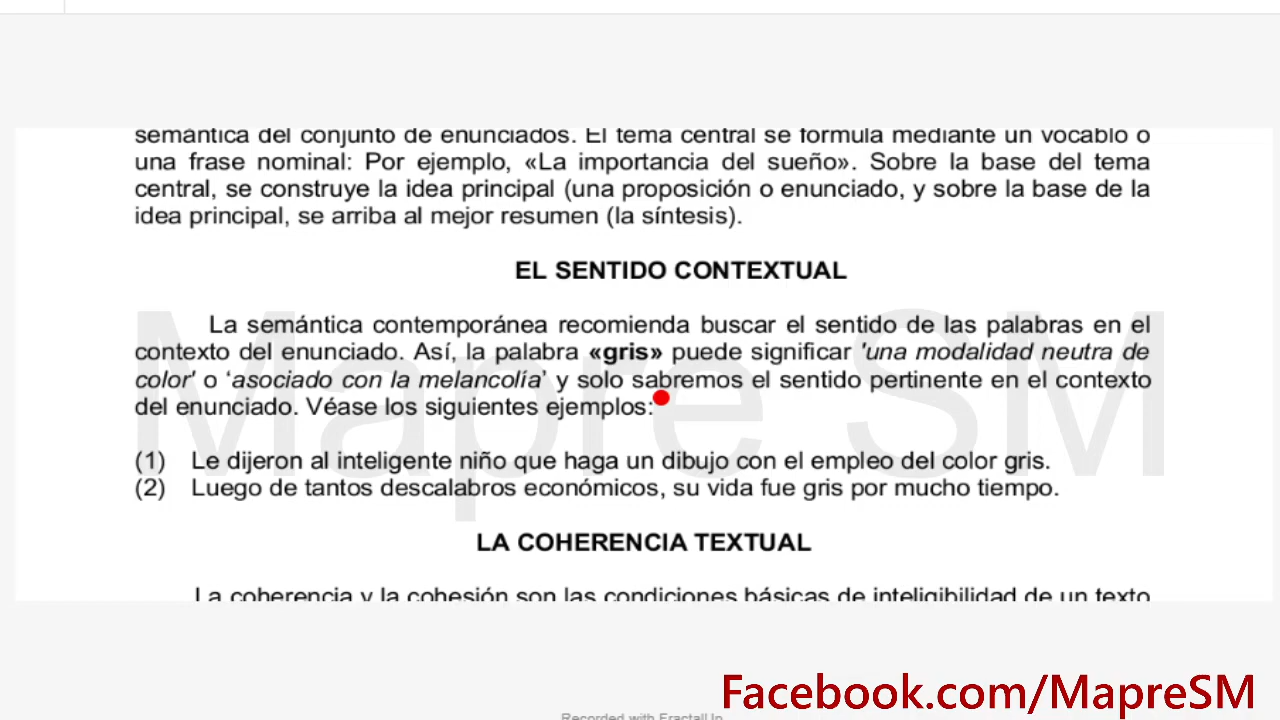 semántica del conjunto de enunciados. El tema central se formula mediante un vocablo o
una frase nominal: Por ejemplo, «La importancia del sueño». Sobre la base del tema
central, se construye la idea principal (una proposición o enunciado, y sobre la base de la
idea principal, se arriba al mejor resumen (la síntesis).
EL SENTIDO CONTEXTUAL
La semántica contemporánea recomienda buscar el sentido de las palabras en el
contexto del enunciado. Así, la palabra «gris» puede significar 'una modalidad neutra de
color' o ‘asociado con la melancolía’ y solo sabremos el sentido pertinente en el contexto
del enunciado. Véase los siguientes ejemplos:
(1) Le dijeron al inteligente niño que haga un dibujo con el empleo del color gris.
(2) Luego de tantos descalabros económicos, su vida fue gris por mucho tiempo.
LA COHERENCIA TEXTUAL
La coherencia y la cohesión son las condiciones básicas de inteligibilidad de un texto
Mapre SM
Facebook.com/MapreSM
Recorded with FractalUp